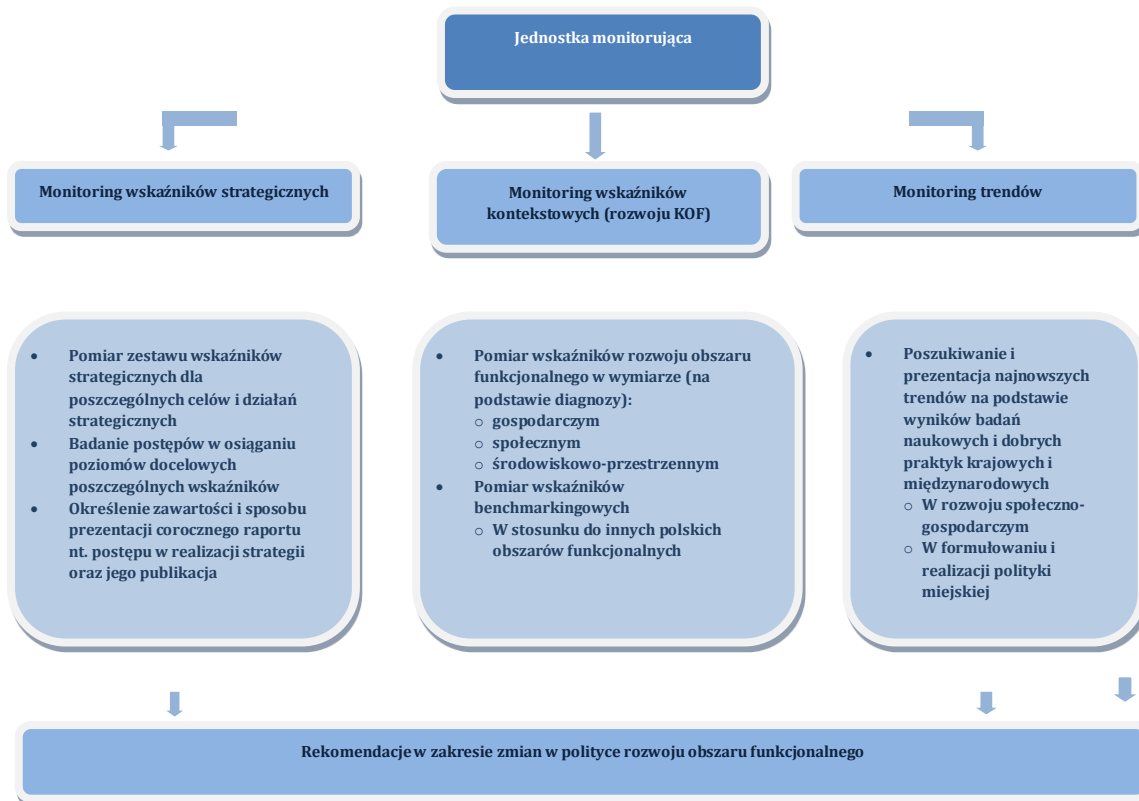 Jednostka monitorująca
Monitoring wskaźników strategicznych
Monitoring wskaźników
kontekstowych (rozwoju KOF)
Monitoring trendów
• Pomiar zestawu wskaźników
strategicznych dla
poszczególnych celów i działań
strategicznych
• Badanie postępów w osiąganiu
poziomów docelowych
poszczególnych wskaźników
• Określenie zawartości i sposobu
prezentacji corocznego raportu
nt. postępu w realizacji strategii
oraz jego publikacja
• Pomiar wskaźników rozwoju obszaru
funkcjonalnego w wymiarze (na
podstawie diagnozy):
○ gospodarczym
○ społecznym
○ środowiskowo-przestrzennym
• Pomiar wskaźników
benchmarkingowych
○ W stosunku do innych polskich
obszarów funkcjonalnych
• Poszukiwanie i
prezentacja najnowszych
trendów na podstawie
wyników badań
naukowych i dobrych
praktyk krajowych i
międzynarodowych
○ W rozwoju społeczno-
gospodarczym
○ W formułowaniu i
realizacji polityki
miejskiej
Rekomendacje w zakresie zmian w polityce rozwoju obszaru funkcjonalnego